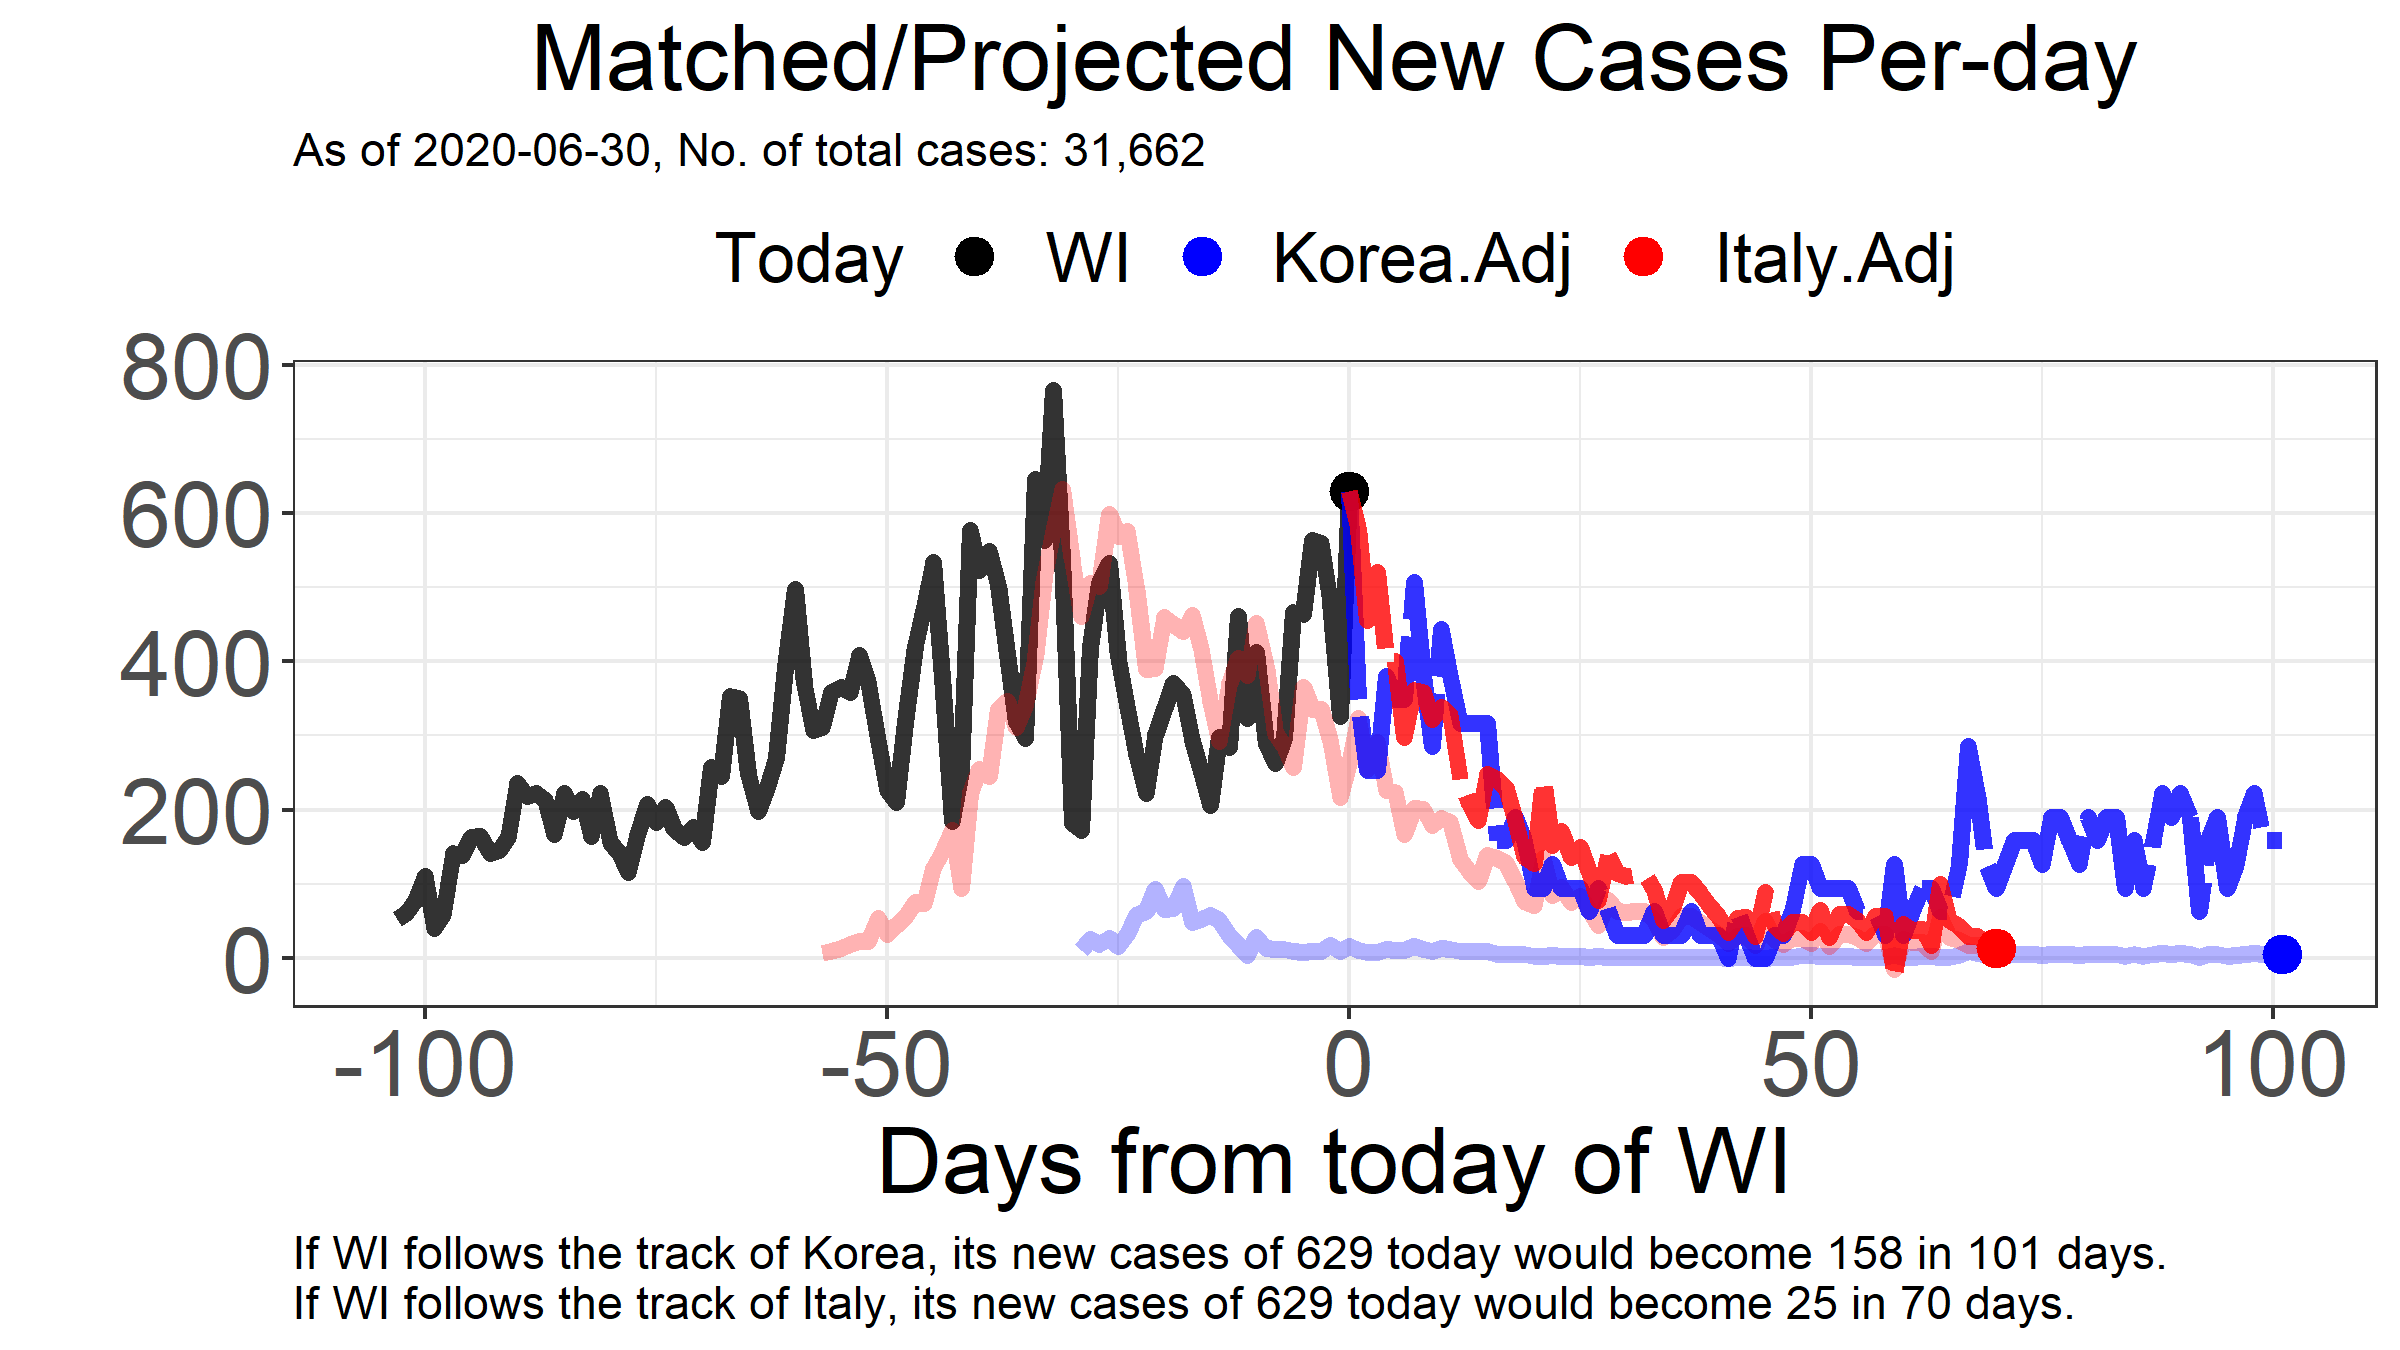 Matched/Projected New Cases Per-day
As of 2020-06-30, No. of total cases: 31,662
Today WI Korea.Adj Italy.Adj
800
600
400
200
0
-100 -50 0 50 100
Days from today of WI
If WI follows the track of Korea, its new cases of 629 today would become 158 in 101 days.
If WI follows the track of Italy, its new cases of 629 today would become 25 in 70 days.